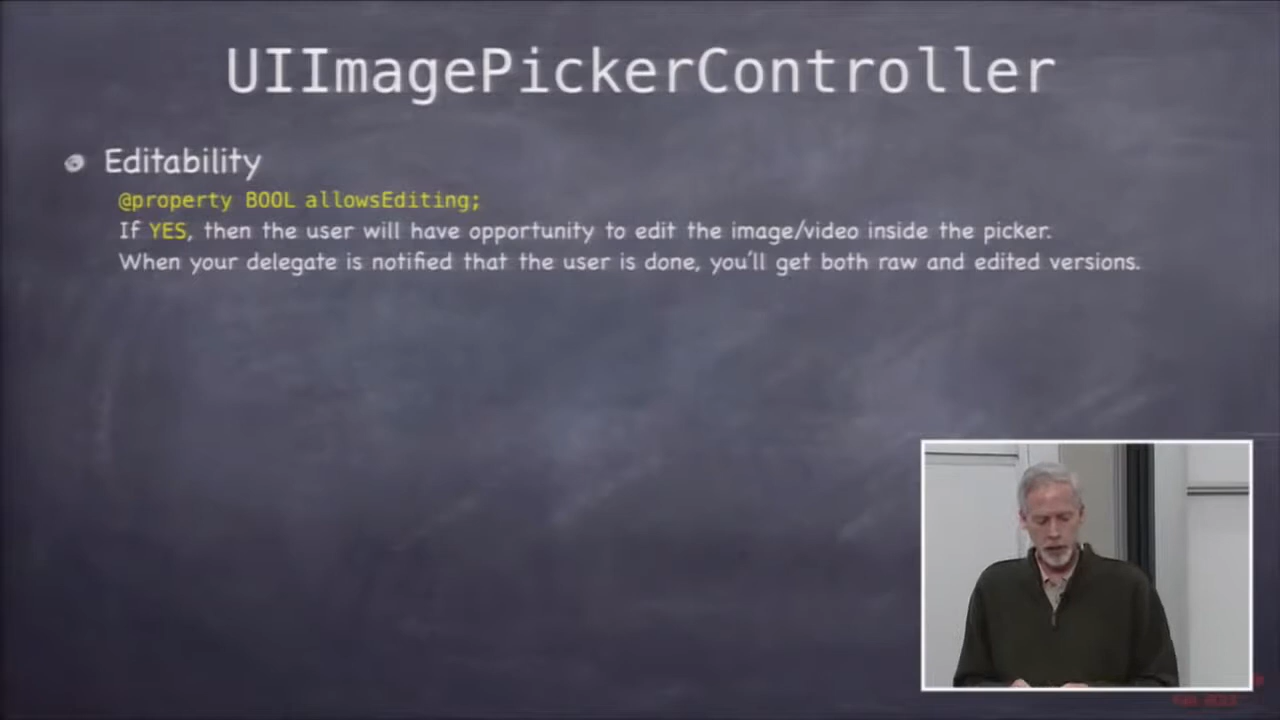 UIImagePickerController
Editability
@property BOOL allowsEditing;
If YES, then the user will have opportunity to edit the image/video inside the picker.
When your delegate is notified that the user is done, you'll get both raw and edited versions.